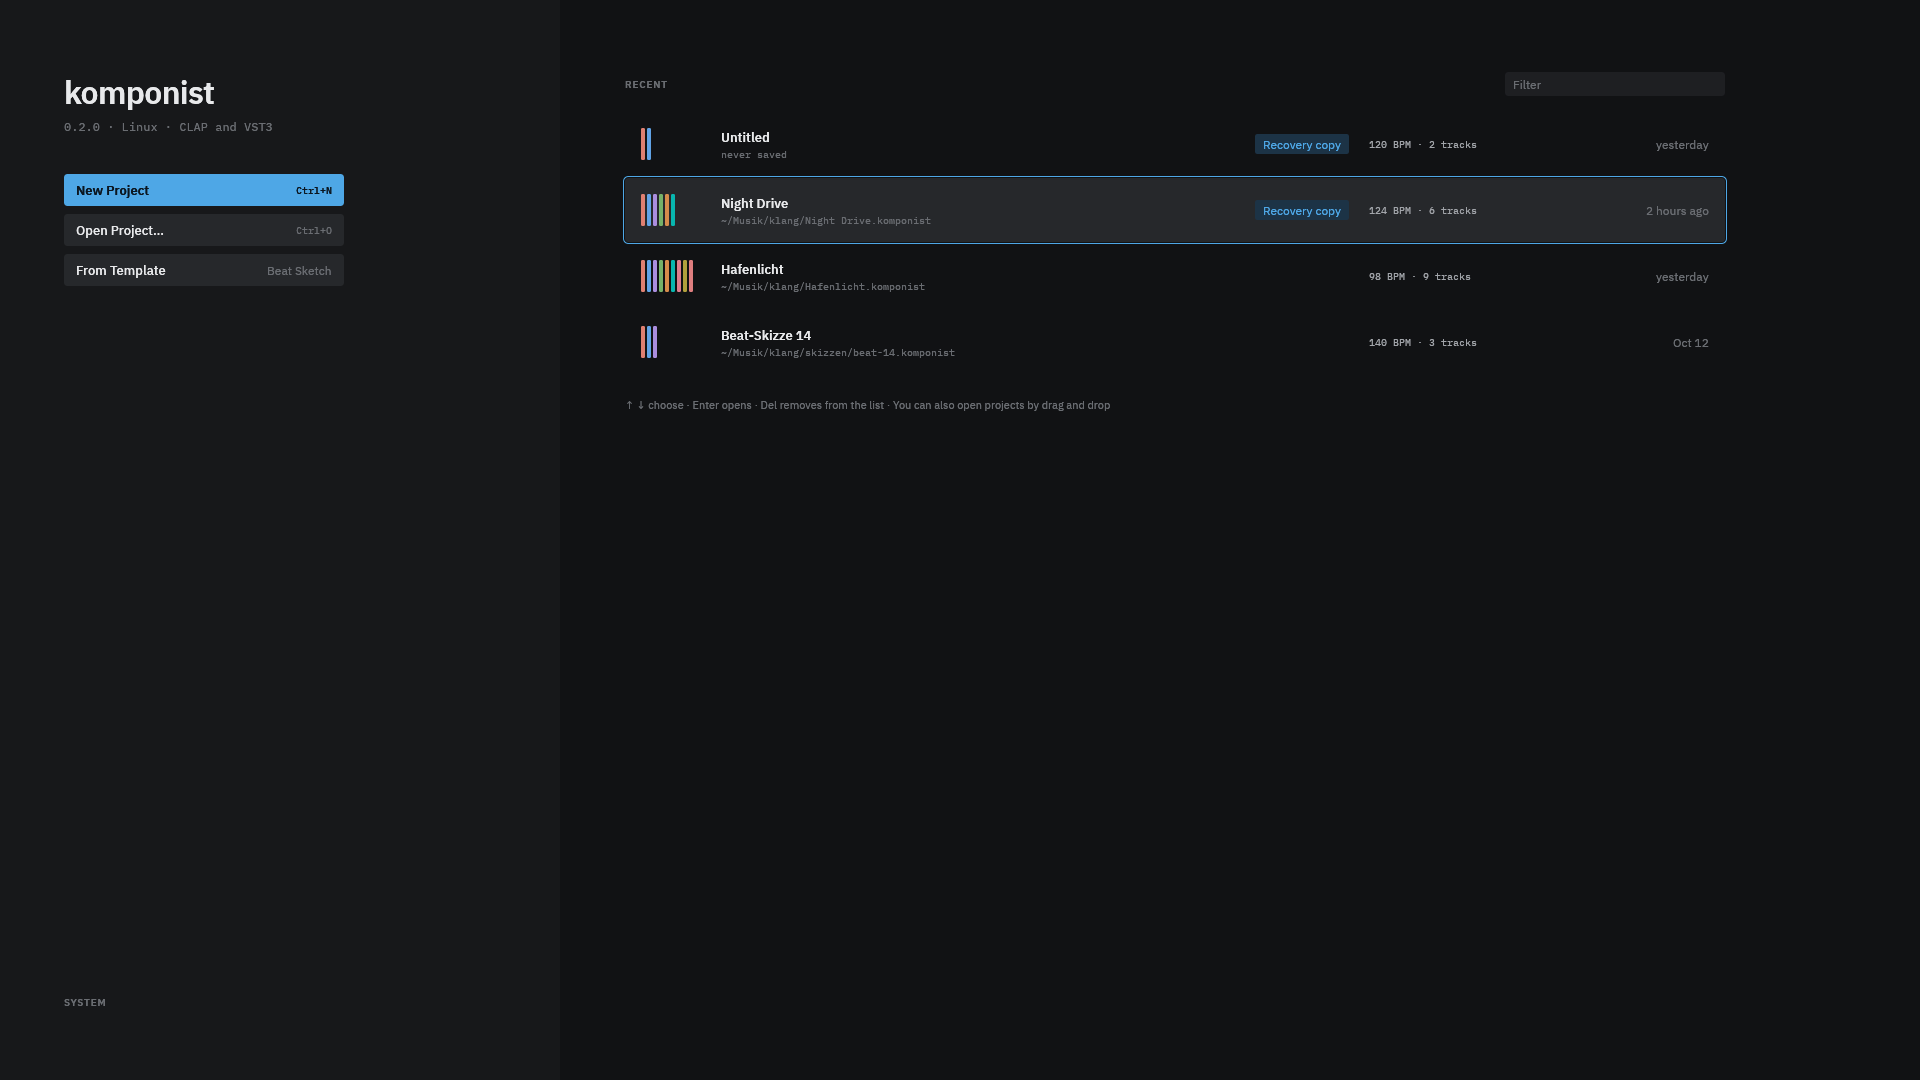 komponist
0.2.0 · Linux · CLAP and VST3
New Project Ctrl+N
Open Project... Ctrl+O
From Template Beat Sketch
SYSTEM
RECENT Filter
Untitled
never saved
Recovery copy 120 BPM · 2 tracks yesterday
Night Drive
~/Musik/klang/Night Drive.komponist
Recovery copy 124 BPM · 6 tracks 2 hours ago
Hafenlicht
~/Musik/klang/Hafenlicht.komponist
98 BPM · 9 tracks yesterday
Beat-Skizze 14
~/Musik/klang/skizzen/beat-14.komponist
140 BPM · 3 tracks Oct 12
↑ ↓ choose · Enter opens · Del removes from the list · You can also open projects by drag and drop